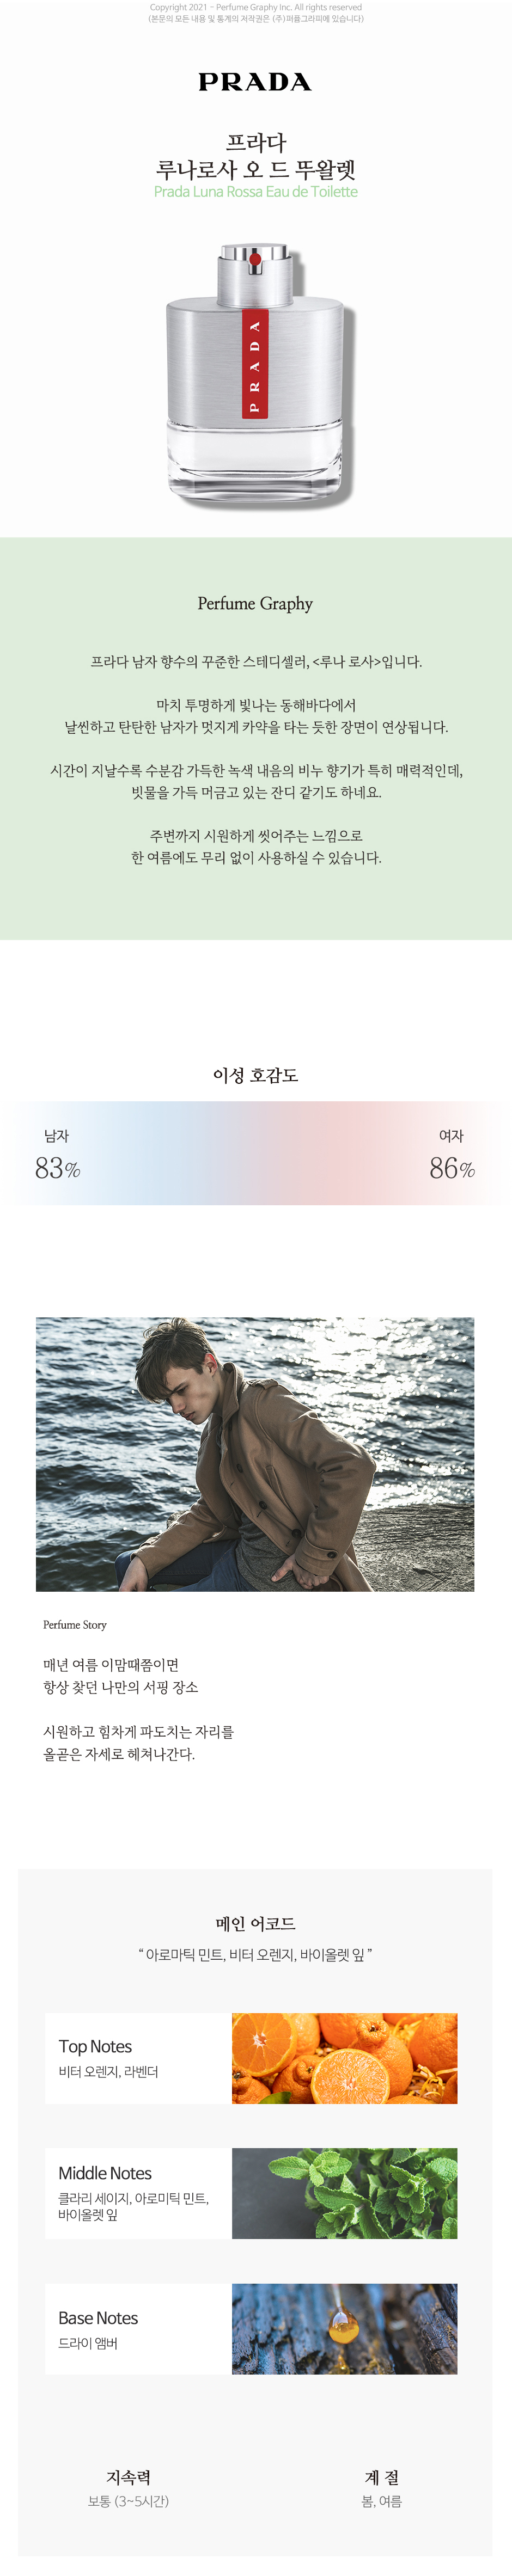 Copyright 2021 - Perfume Graphy Inc. All rights reserved
(본문의 모든 내용 및 통계의 저작권은 (주)퍼퓸그라피에 있습니다)
PRADA
프라다
루나로사 오 드 뚜왈렛
Prada Luna Rossa Eau de Toilette
PRADA
Perfume Graphy
프라다 남자 향수의 꾸준한 스테디셀러, <루나 로사>입니다.
마치 투명하게 빛나는 동해바다에서
날씬하고 탄탄한 남자가 멋지게 카약을 타는 듯한 장면이 연상됩니다.
시간이 지날수록 수분감 가득한 녹색 내음의 비누 향기가 특히 매력적인데,
빗물을 가득 머금고 있는 잔디 같기도 하네요.
주변까지 시원하게 씻어주는 느낌으로
한 여름에도 무리 없이 사용하실 수 있습니다.
이성 호감도
남자 여자
83% 86%
Perfume Story
매년 여름 이맘때쯤이면
항상 찾던 나만의 서핑 장소
시원하고 힘차게 파도치는 자리를
올곧은 자세로 헤쳐나간다.
메인 어코드
“ 아로마틱 민트, 비터 오렌지, 바이올렛 잎 ”
Top Notes
비터 오렌지, 라벤더
Middle Notes
클라리 세이지, 아로미틱 민트,
바이올렛 잎
Base Notes
드라이 앰버
지속력 계 절
보통 (3~5시간) 봄, 여름